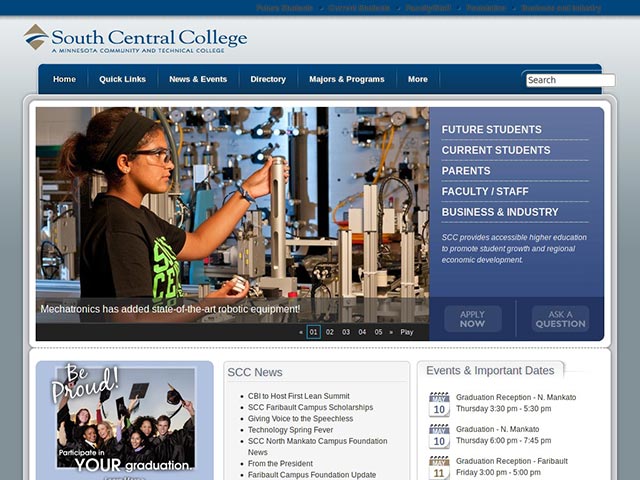 Future Students Current Students Faculty/Staff Foundation Business and Industry
South Central College
A MINNESOTA COMMUNITY AND TECHNICAL COLLEGE
Home Quick Links News & Events Directory Majors & Programs More Search
FUTURE STUDENTS
CURRENT STUDENTS
PARENTS
FACULTY / STAFF
BUSINESS & INDUSTRY
SCC provides accessible higher education
to promote student growth and regional
economic development.
Mechatronics has added state-of-the-art robotic equipment!
« 01 02 03 04 05 » Play
APPLY
NOW
ASK A
QUESTION
Be
Proud!
Participate in
YOUR graduation.
Learn More
SCC News
CBI to Host First Lean Summit
SCC Faribault Campus Scholarships
Giving Voice to the Speechless
Technology Spring Fever
SCC North Mankato Campus Foundation
News
From the President
Faribault Campus Foundation Update
Events & Important Dates
MAY
10
Graduation Reception - N. Mankato
Thursday 3:30 pm - 5:30 pm
MAY
10
Graduation - N. Mankato
Thursday 6:00 pm - 7:45 pm
MAY
11
Graduation Reception - Faribault
Friday 3:00 pm - 5:00 pm